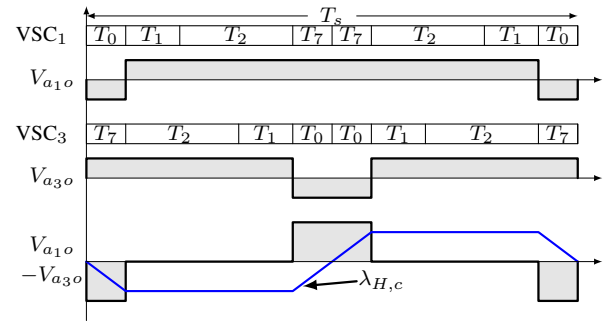 T_s
VSC_1 T_0 T_1 T_2 T_7 T_7 T_2 T_1 T_0
V_{a_1 o}
VSC_3 T_7 T_2 T_1 T_0 T_0 T_1 T_2 T_7
V_{a_3 o}
V_{a_1 o}
-V_{a_3 o}
λ_{H,c}